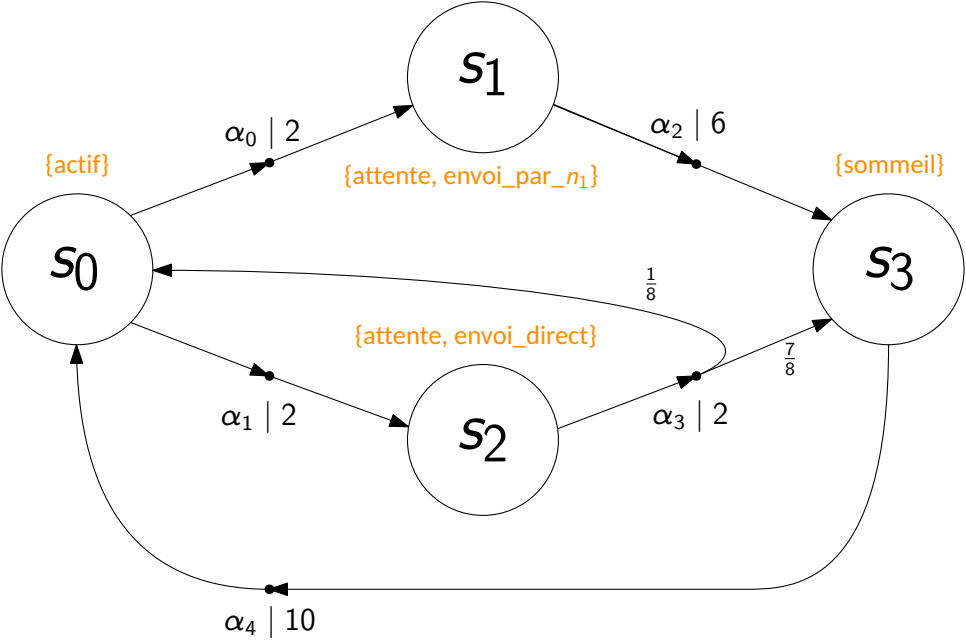 s₁
α₀ | 2
α₂ | 6
{actif}
{attente, envoi_par_n₁}
{sommeil}
s₀
s₃
1/8
{attente, envoi_direct}
7/8
α₁ | 2
α₃ | 2
s₂
α₄ | 10